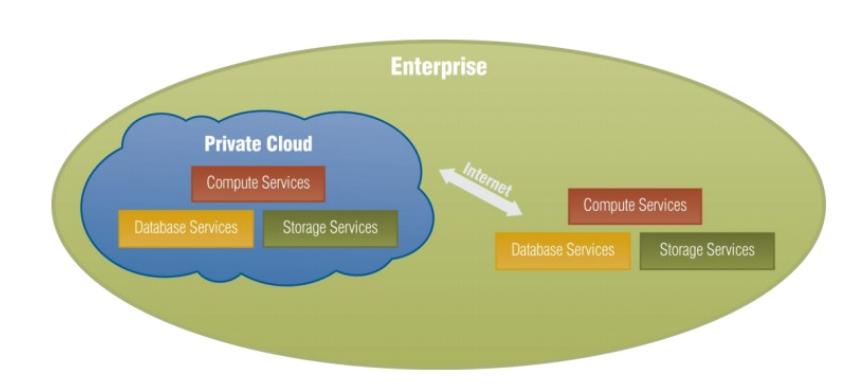 Enterprise
Private Cloud
Compute Services
Database Services
Storage Services
Internet
Compute Services
Database Services
Storage Services